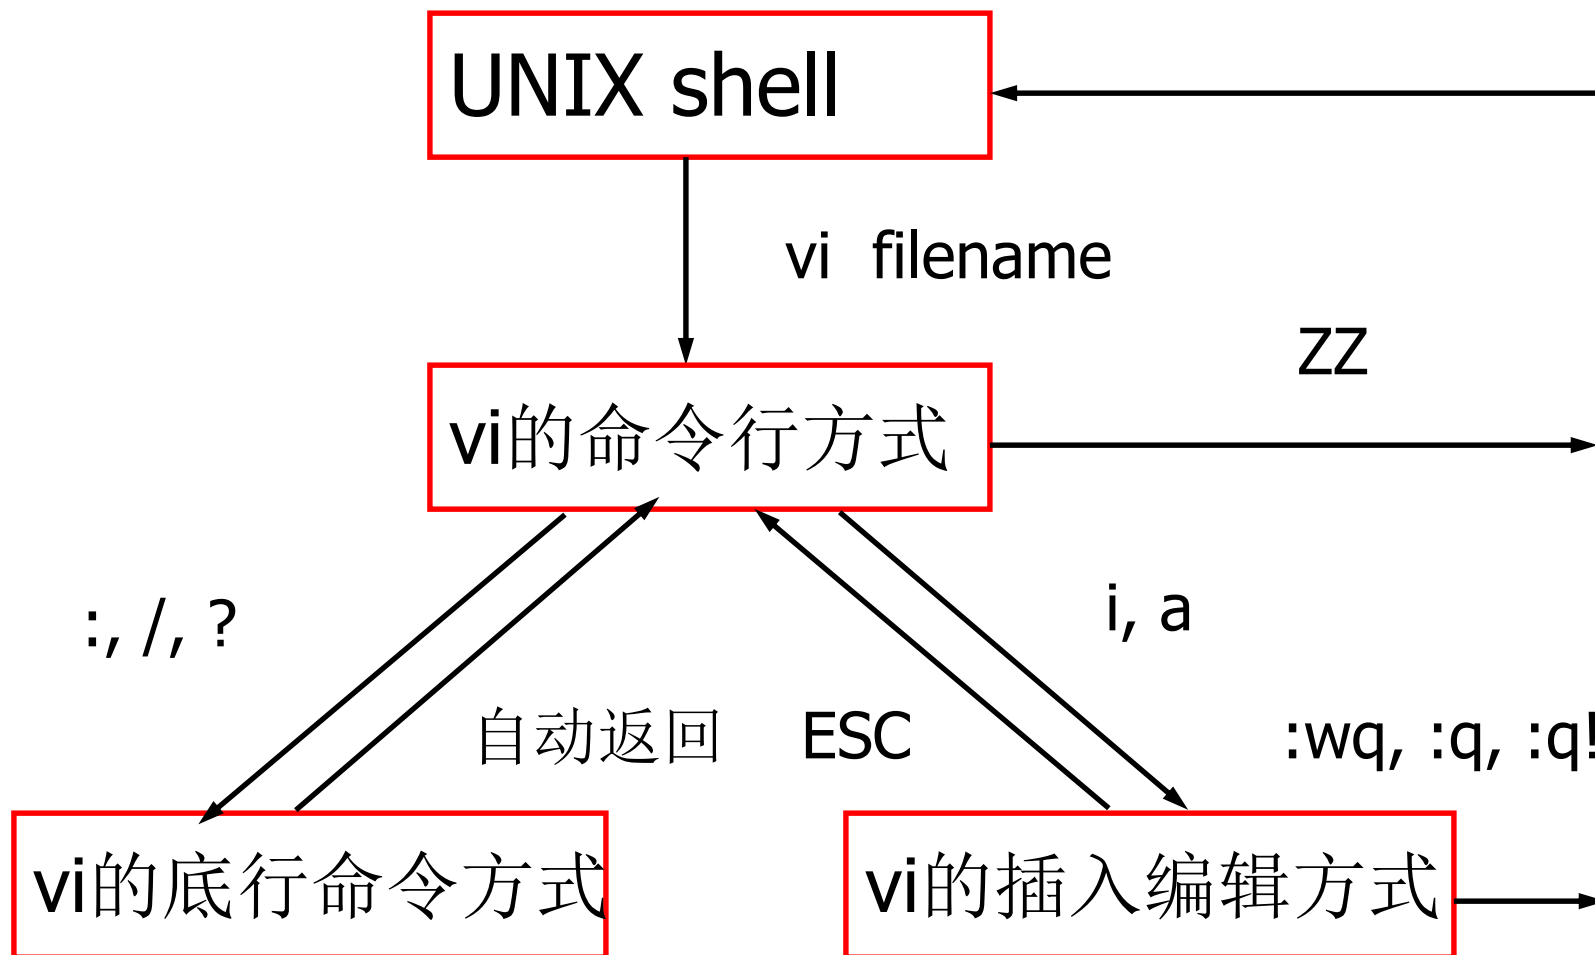 UNIX shell
vi filename
ZZ
vi的命令行方式
:, /, ?
i, a
自动返回
ESC
:wq, :q, :q!
vi的底行命令方式
vi的插入编辑方式